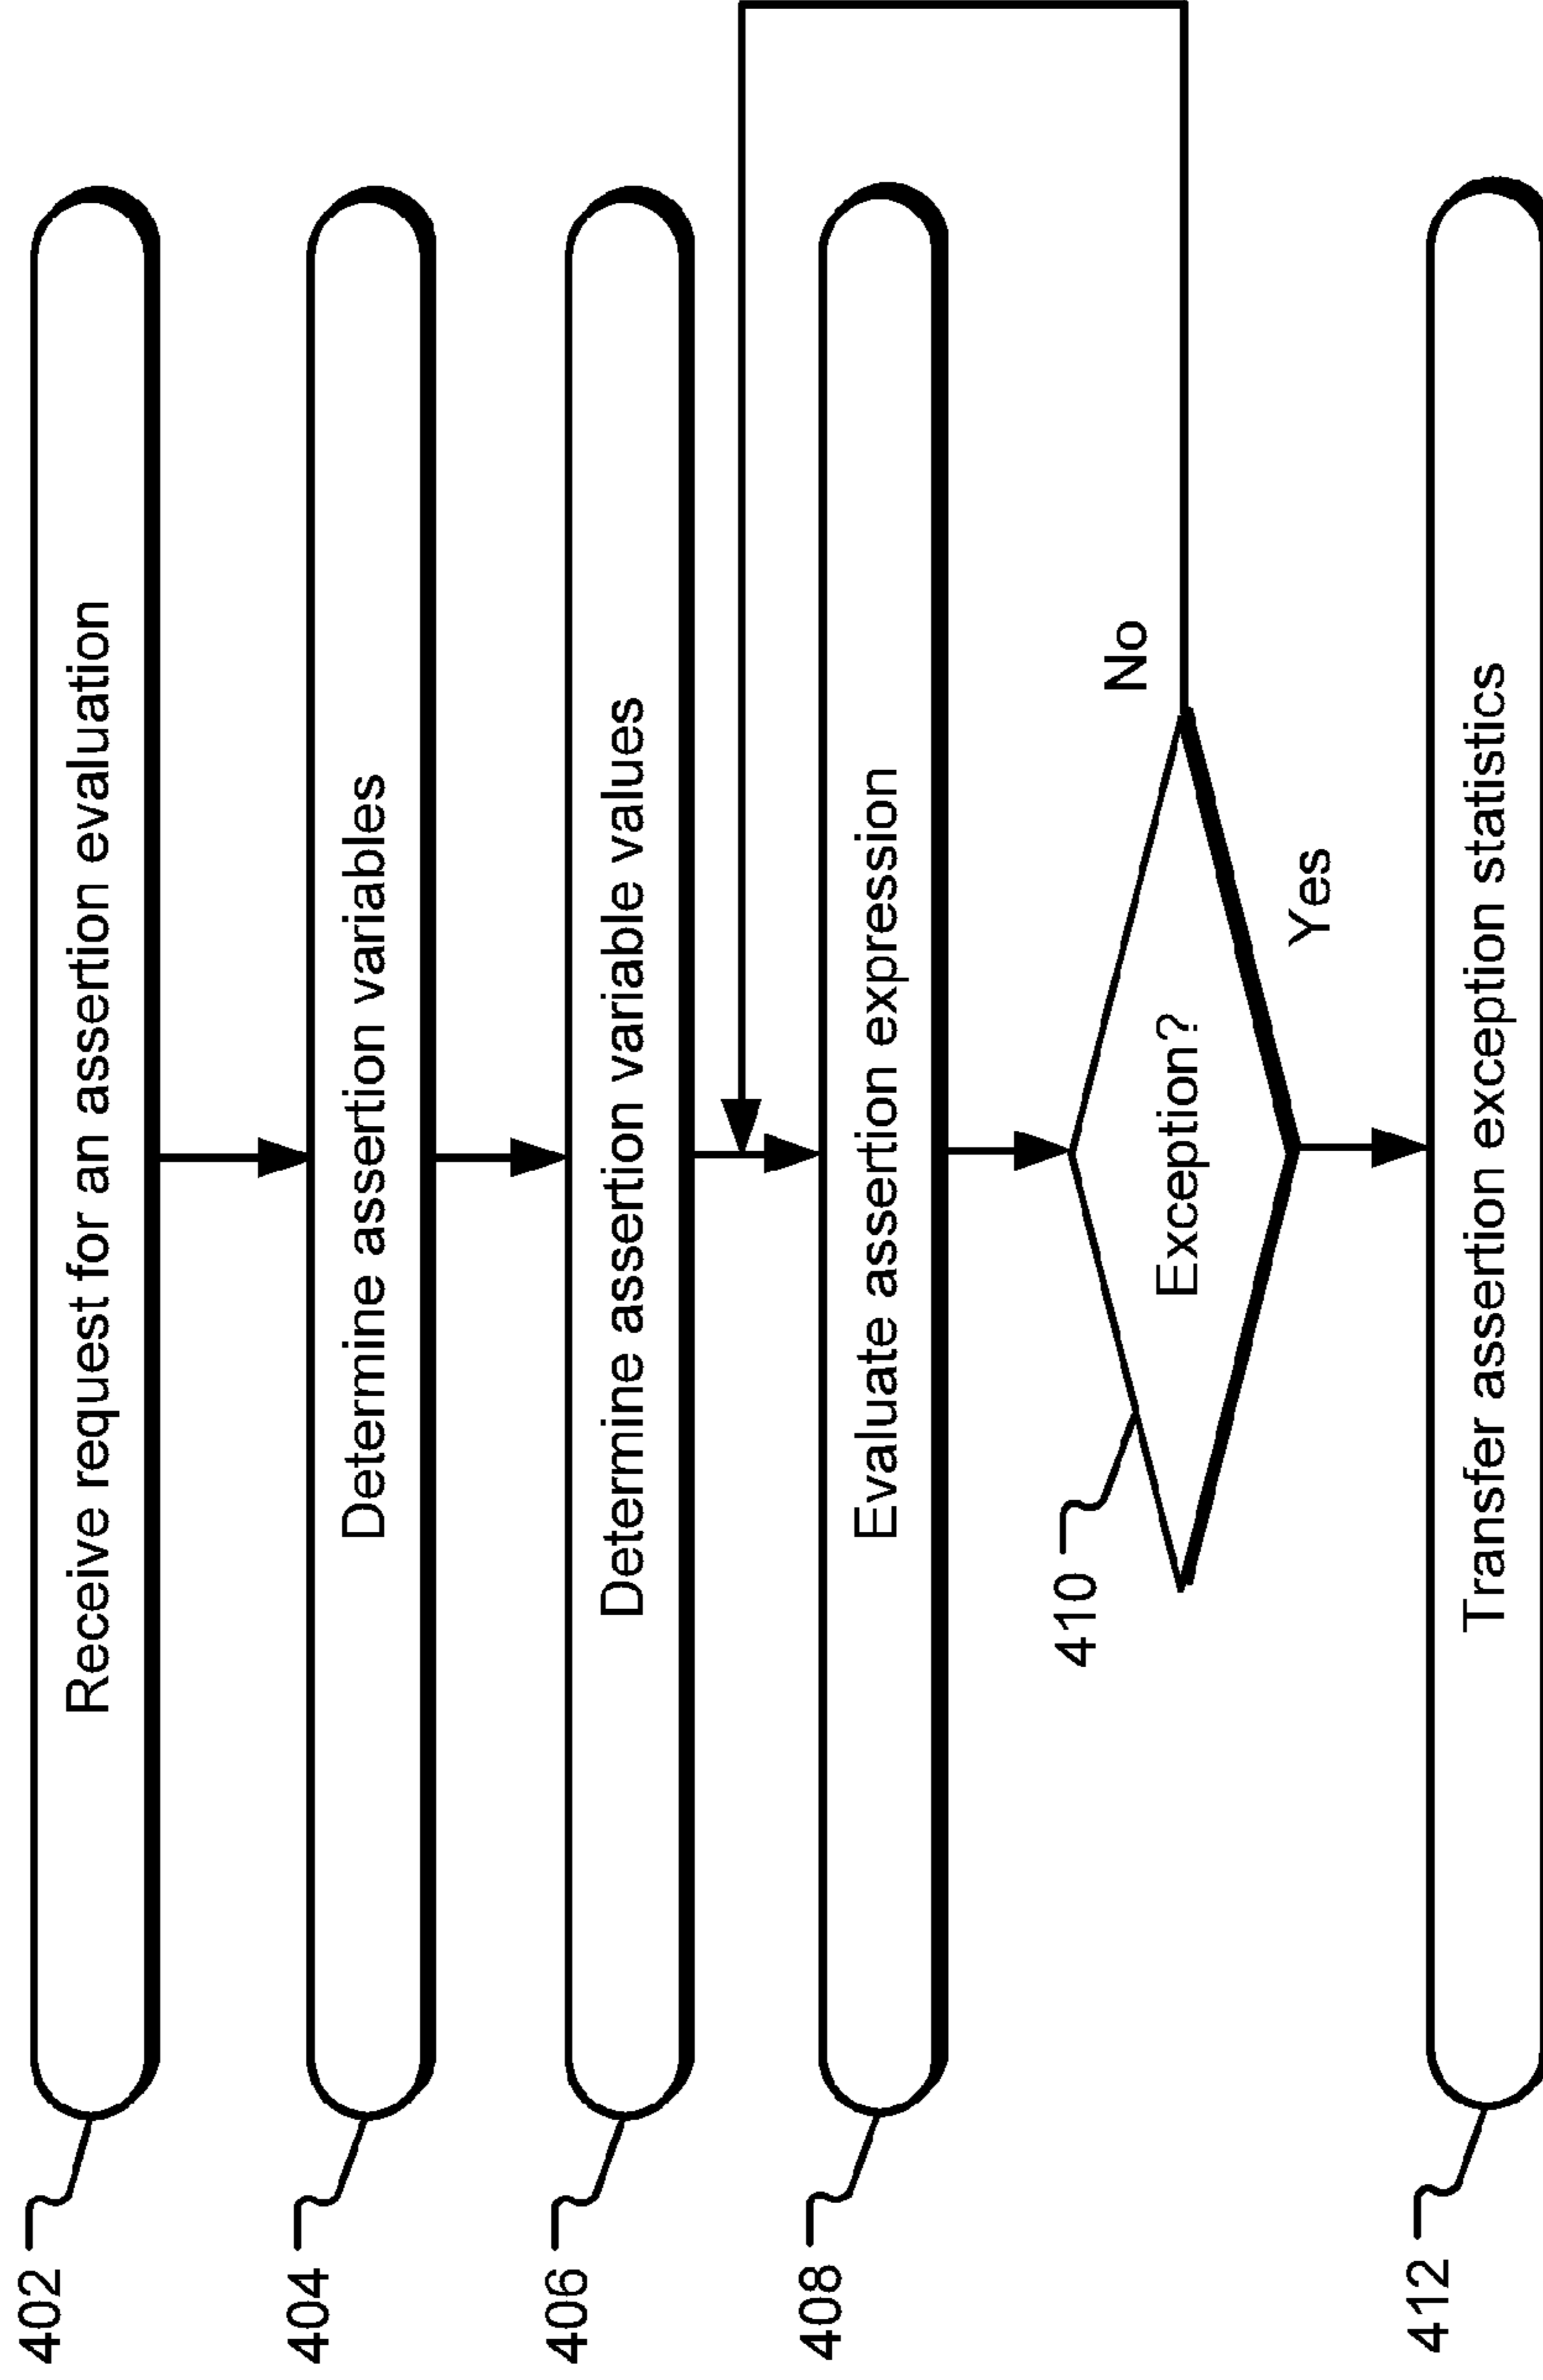 402
Receive request for an assertion evaluation
404
Determine assertion variables
406
Determine assertion variable values
408
Evaluate assertion expression
410
Exception?
No
Yes
412
Transfer assertion exception statistics